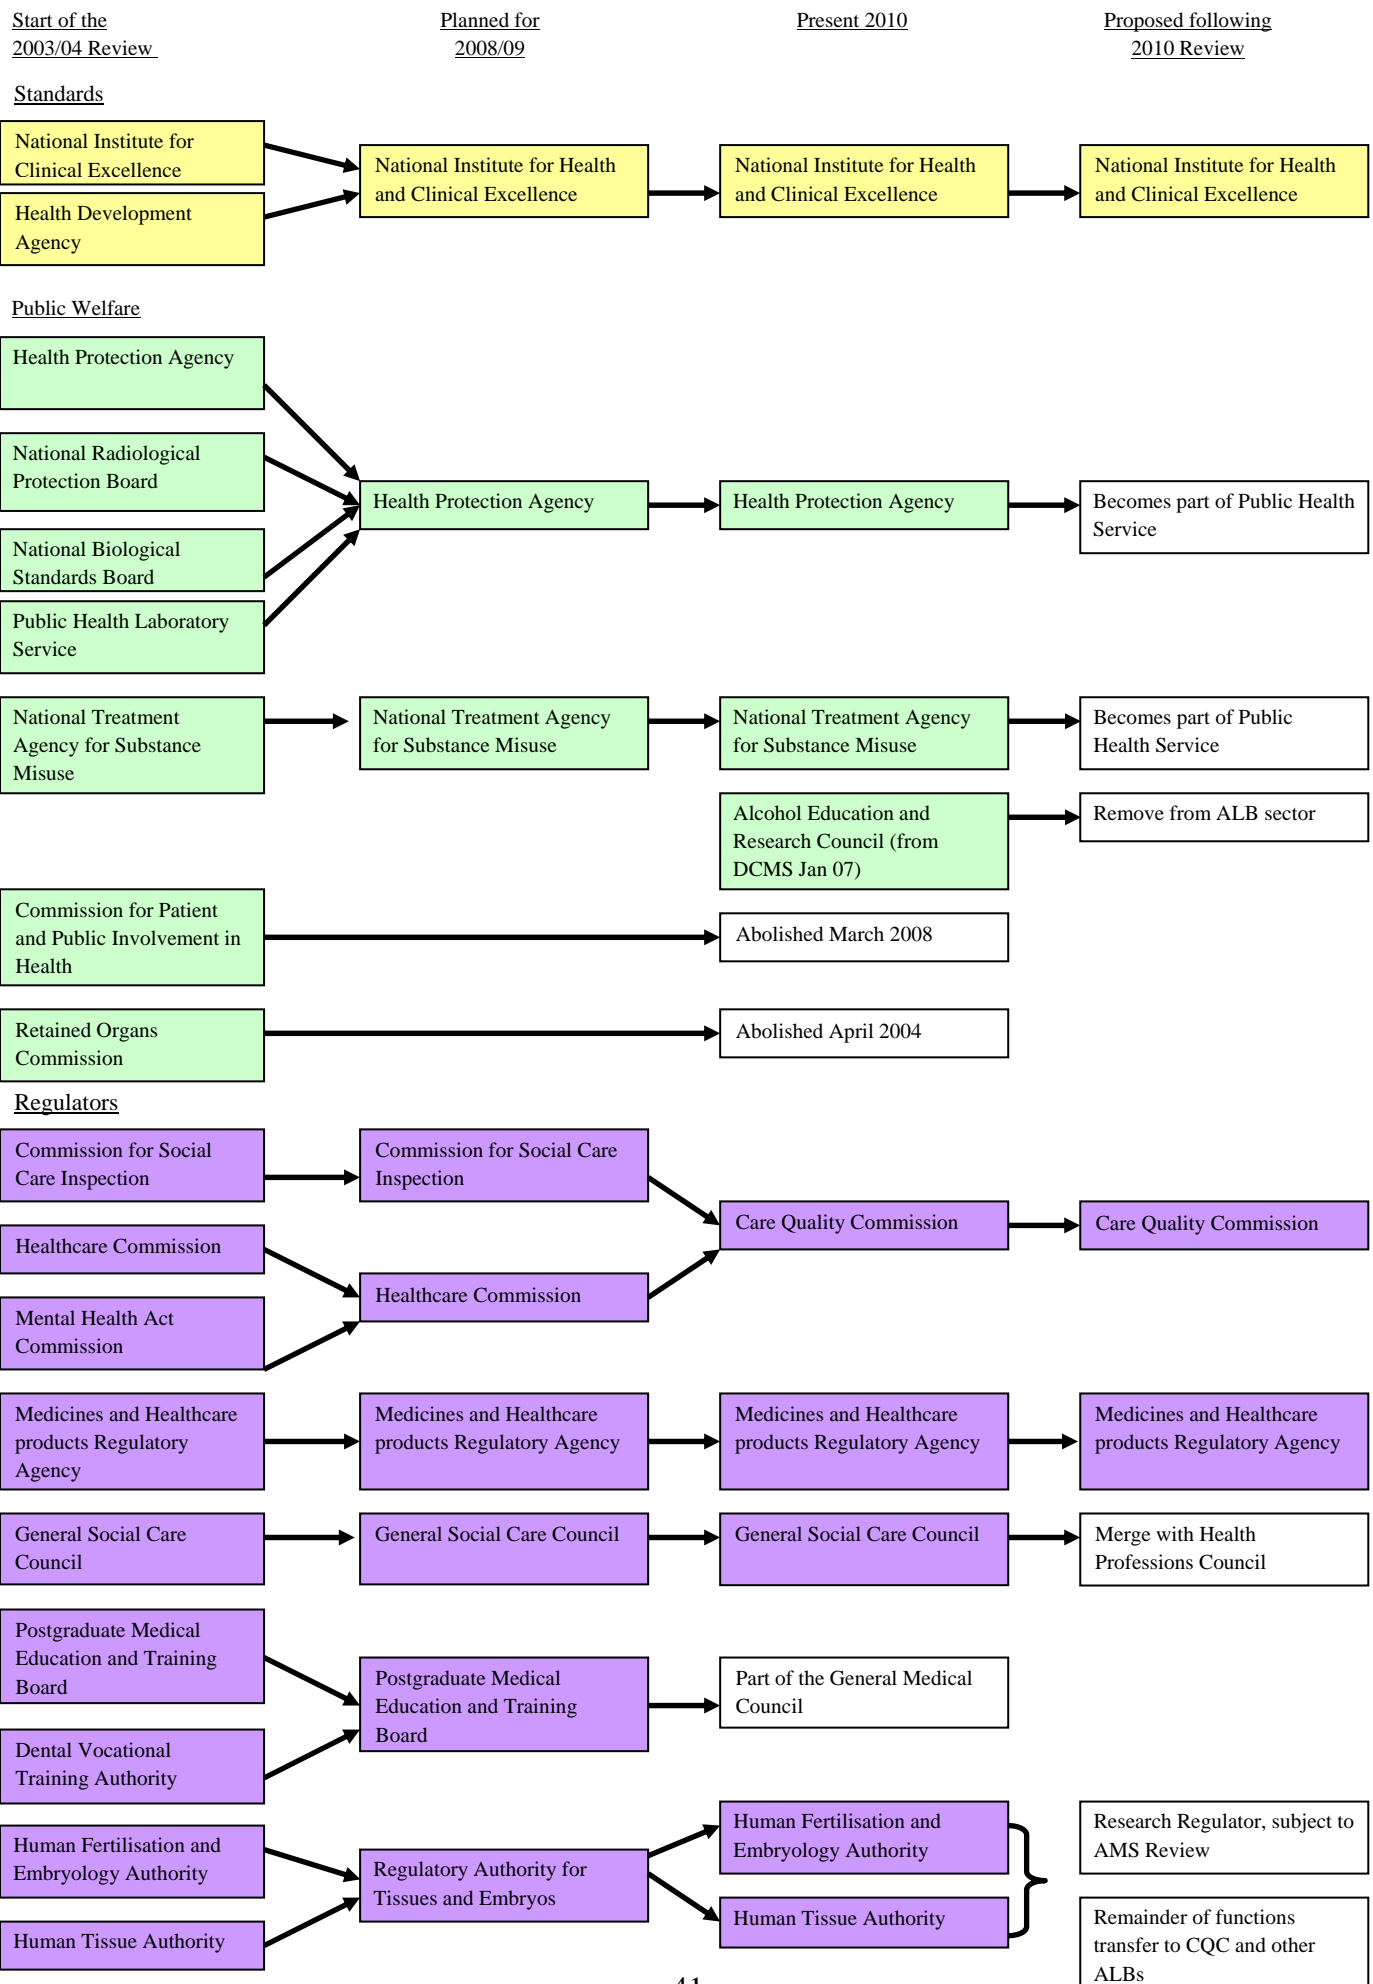 Start of the
2003/04 Review
Planned for
2008/09
Present 2010
Proposed following
2010 Review
Standards
National Institute for
Clinical Excellence
Health Development
Agency
National Institute for Health
and Clinical Excellence
National Institute for Health
and Clinical Excellence
National Institute for Health
and Clinical Excellence
Public Welfare
Health Protection Agency
National Radiological
Protection Board
National Biological
Standards Board
Public Health Laboratory
Service
Health Protection Agency
Health Protection Agency
Becomes part of Public Health
Service
National Treatment
Agency for Substance
Misuse
National Treatment Agency
for Substance Misuse
National Treatment Agency
for Substance Misuse
Becomes part of Public
Health Service
Alcohol Education and
Research Council (from
DCMS Jan 07)
Remove from ALB sector
Commission for Patient
and Public Involvement in
Health
Abolished March 2008
Retained Organs
Commission
Abolished April 2004
Regulators
Commission for Social
Care Inspection
Commission for Social Care
Inspection
Healthcare Commission
Mental Health Act
Commission
Healthcare Commission
Care Quality Commission
Care Quality Commission
Medicines and Healthcare
products Regulatory
Agency
Medicines and Healthcare
products Regulatory Agency
Medicines and Healthcare
products Regulatory Agency
Medicines and Healthcare
products Regulatory Agency
General Social Care
Council
General Social Care Council
General Social Care Council
Merge with Health
Professions Council
Postgraduate Medical
Education and Training
Board
Dental Vocational
Training Authority
Postgraduate Medical
Education and Training
Board
Part of the General Medical
Council
Human Fertilisation and
Embryology Authority
Human Tissue Authority
Regulatory Authority for
Tissues and Embryos
Human Fertilisation and
Embryology Authority
Human Tissue Authority
Research Regulator, subject to
AMS Review
Remainder of functions
transfer to CQC and other
ALBs
41